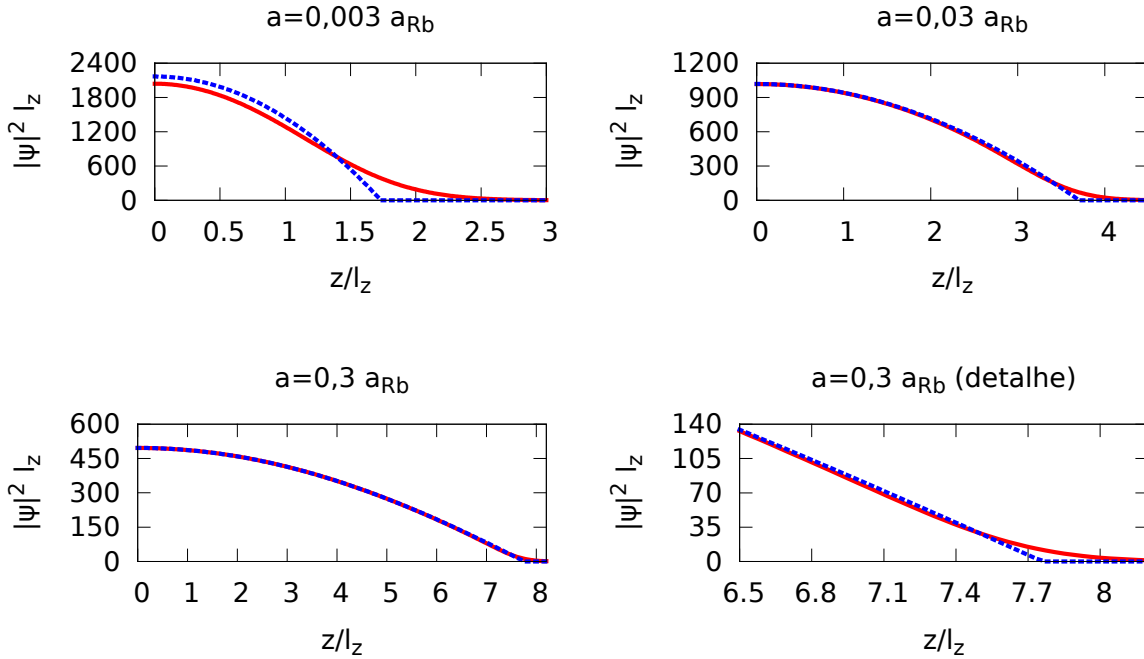 a=0,003 a_Rb
|ψ|² l_z
2400
1800
1200
600
0
0 0.5 1 1.5 2 2.5 3
z/l_z
a=0,03 a_Rb
|ψ|² l_z
1200
900
600
300
0
0 1 2 3 4
z/l_z
a=0,3 a_Rb
|ψ|² l_z
600
450
300
150
0
0 1 2 3 4 5 6 7 8
z/l_z
a=0,3 a_Rb (detalhe)
|ψ|² l_z
140
105
70
35
0
6.5 6.8 7.1 7.4 7.7 8
z/l_z